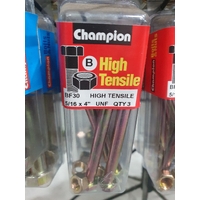 Champion
B
High
Tensile
BF30 HIGH TENSILE
5/16 x 4" UNF QTY 3